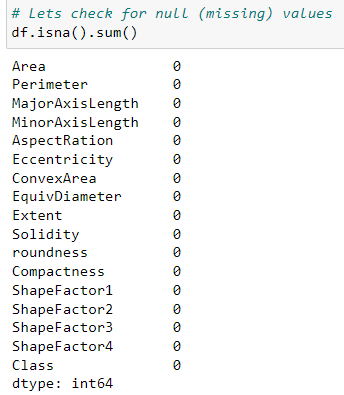 # Lets check for null (missing) values
df.isna().sum()
Area 0
Perimeter 0
MajorAxisLength 0
MinorAxisLength 0
AspectRation 0
Eccentricity 0
ConvexArea 0
EquivDiameter 0
Extent 0
Solidity 0
roundness 0
Compactness 0
ShapeFactor1 0
ShapeFactor2 0
ShapeFactor3 0
ShapeFactor4 0
Class 0
dtype: int64